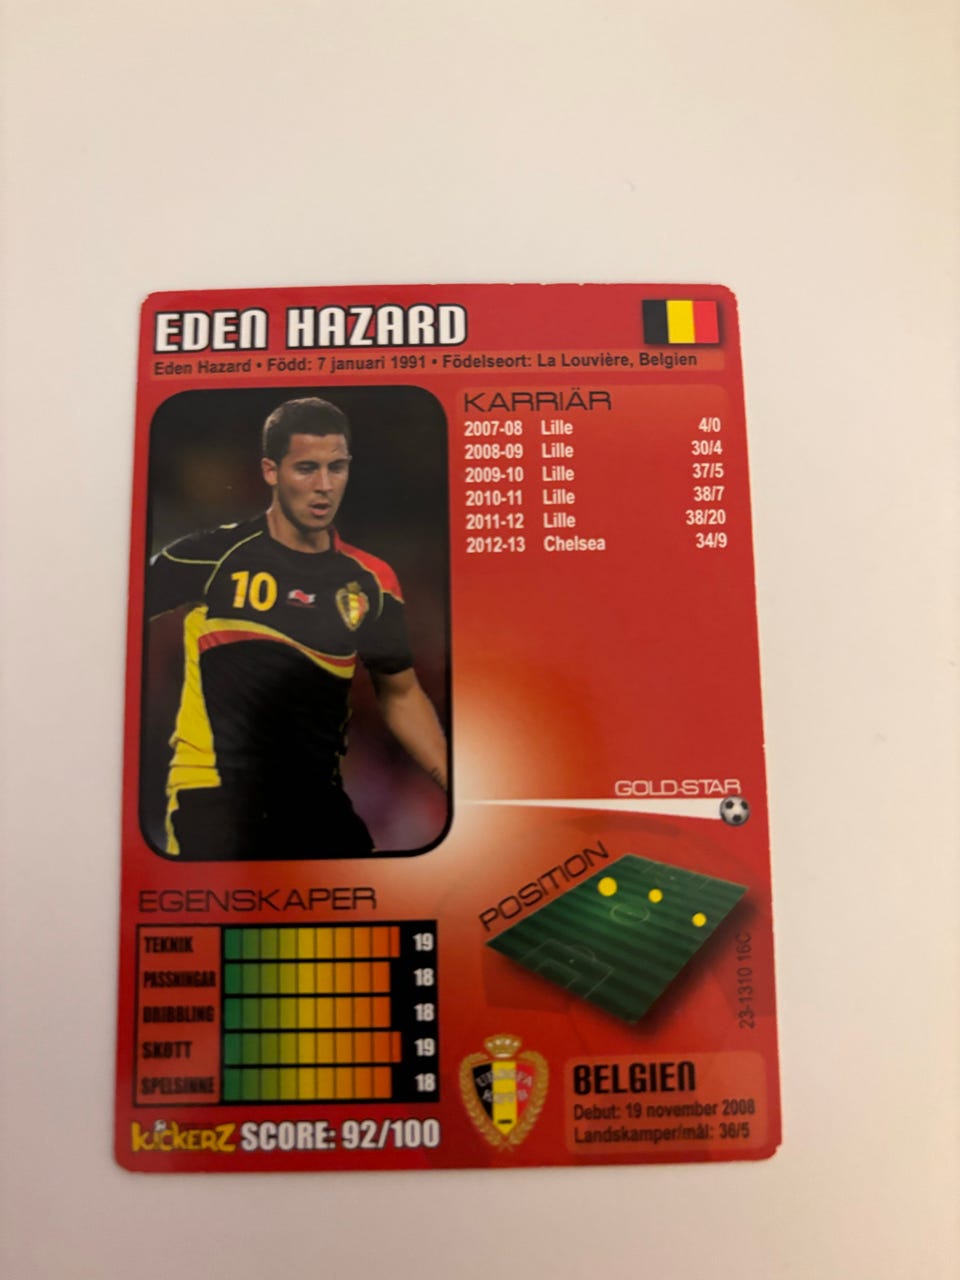 EDEN HAZARD
Eden Hazard • Född: 7 januari 1991 • Födelseort: La Louvière, Belgien
KARRIÄR
2007-08 Lille 4/0
2008-09 Lille 30/4
2009-10 Lille 37/5
2010-11 Lille 38/7
2011-12 Lille 38/20
2012-13 Chelsea 34/9
10
GOLD-STAR
POSITION
EGENSKAPER
TEKNIK 19
PASSNINGAR 18
DRIBBLING 18
SKOTT 19
SPELSINNE 18
KICKERZ SCORE: 92/100
23-1310 16C
BELGIEN
Debut: 19 november 2008
Landskamper/mål: 36/5